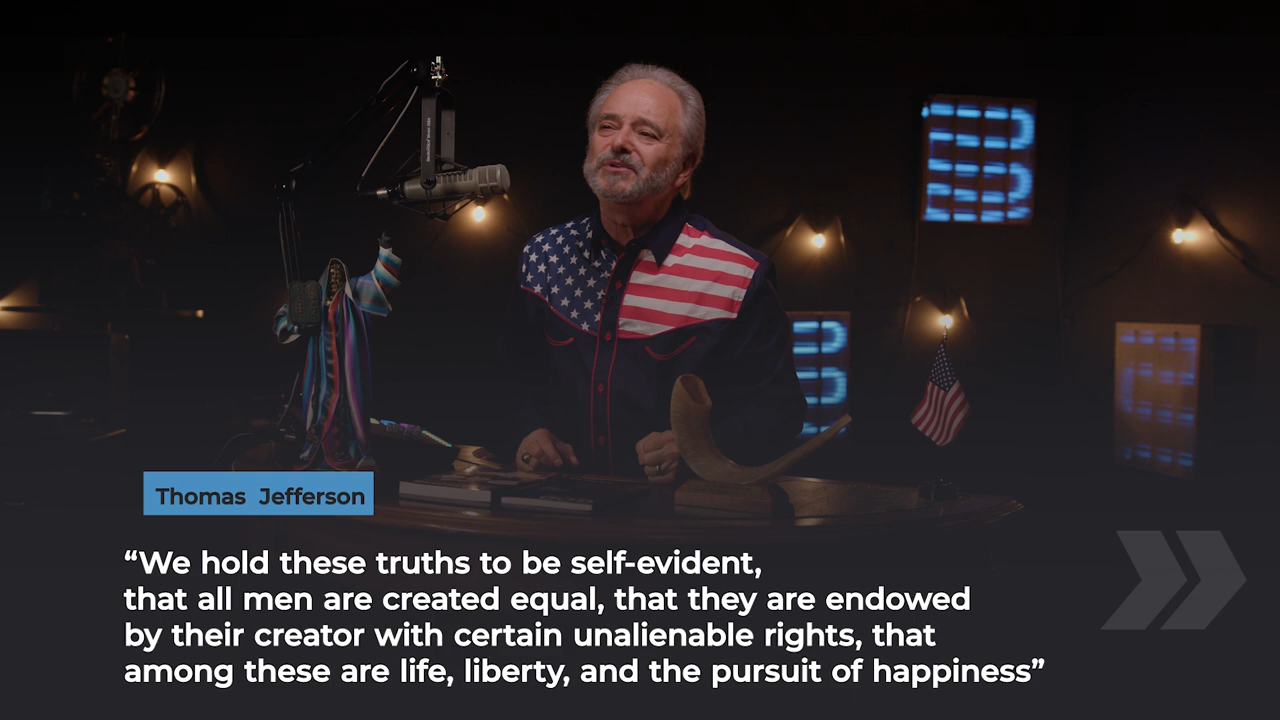 Thomas Jefferson
“We hold these truths to be self-evident,
that all men are created equal, that they are endowed
by their creator with certain unalienable rights, that
among these are life, liberty, and the pursuit of happiness”